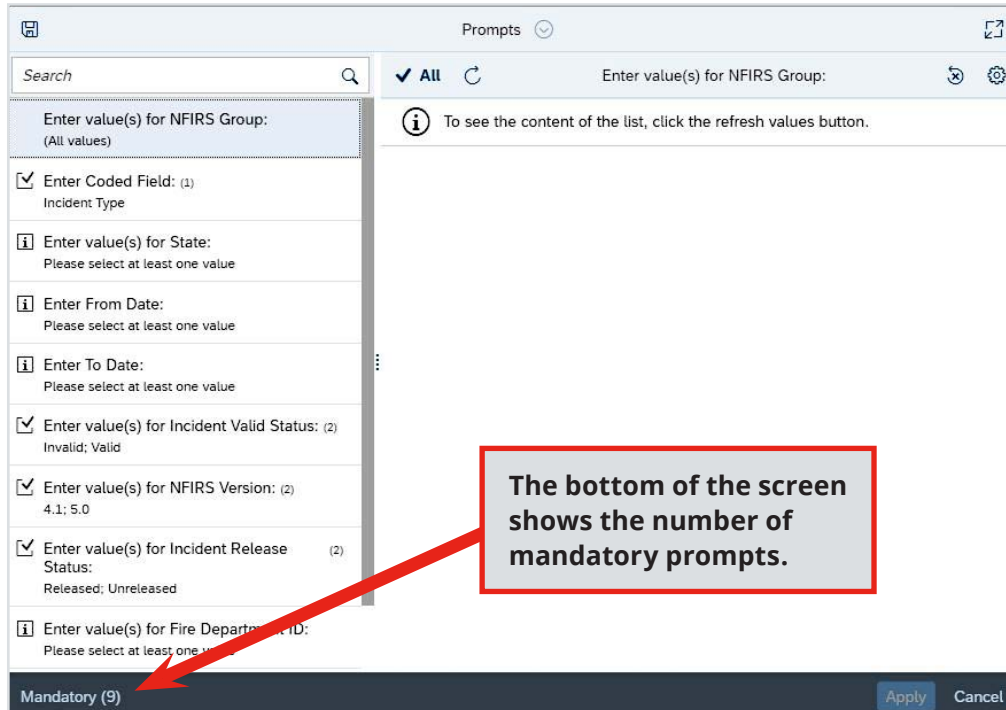 Prompts
Search
All
Enter value(s) for NFIRS Group:
Enter value(s) for NFIRS Group:
(All values)
To see the content of the list, click the refresh values button.
Enter Coded Field: (1)
Incident Type
Enter value(s) for State:
Please select at least one value
Enter From Date:
Please select at least one value
Enter To Date:
Please select at least one value
Enter value(s) for Incident Valid Status: (2)
Invalid; Valid
Enter value(s) for NFIRS Version: (2)
4.1; 5.0
Enter value(s) for Incident Release (2)
Status:
Released; Unreleased
Enter value(s) for Fire Department ID:
Please select at least one value
The bottom of the screen
shows the number of
mandatory prompts.
Mandatory (9)
Apply
Cancel